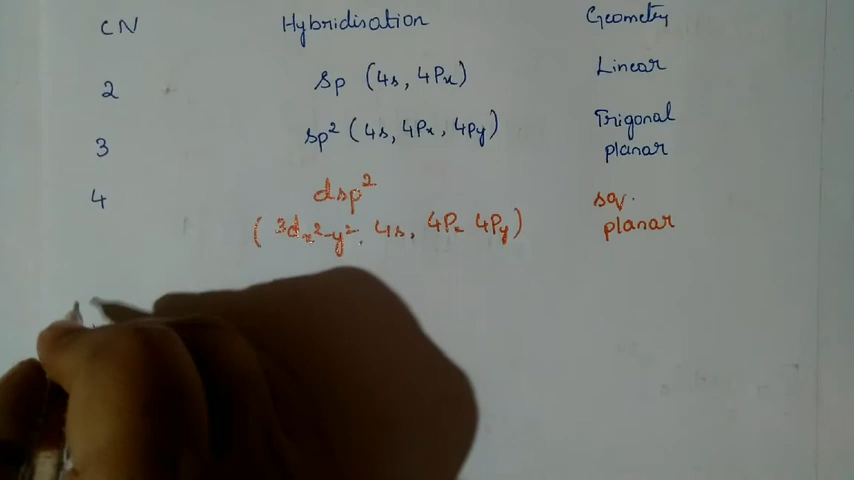 CN Hybridisation Geometry
2 sp (4s, 4Px) Linear
3 sp² (4s, 4Px, 4Py) Trigonal planar
4 dsp² sq. planar
(3dx²-y², 4s, 4Px 4Py)